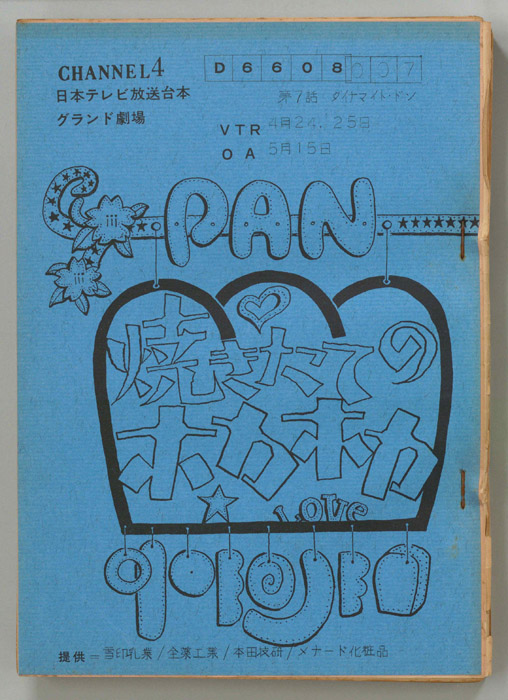 CHANNEL4
D6608007
日本テレビ放送台本
第1話 ダイナマイト・ドン
グランド劇場
VTR 4月24.25日
OA 5月15日
PAN
焼きたての
ホカホカ
LOVE
提供=雪印乳業/全薬工業/本田技研/メナード化粧品